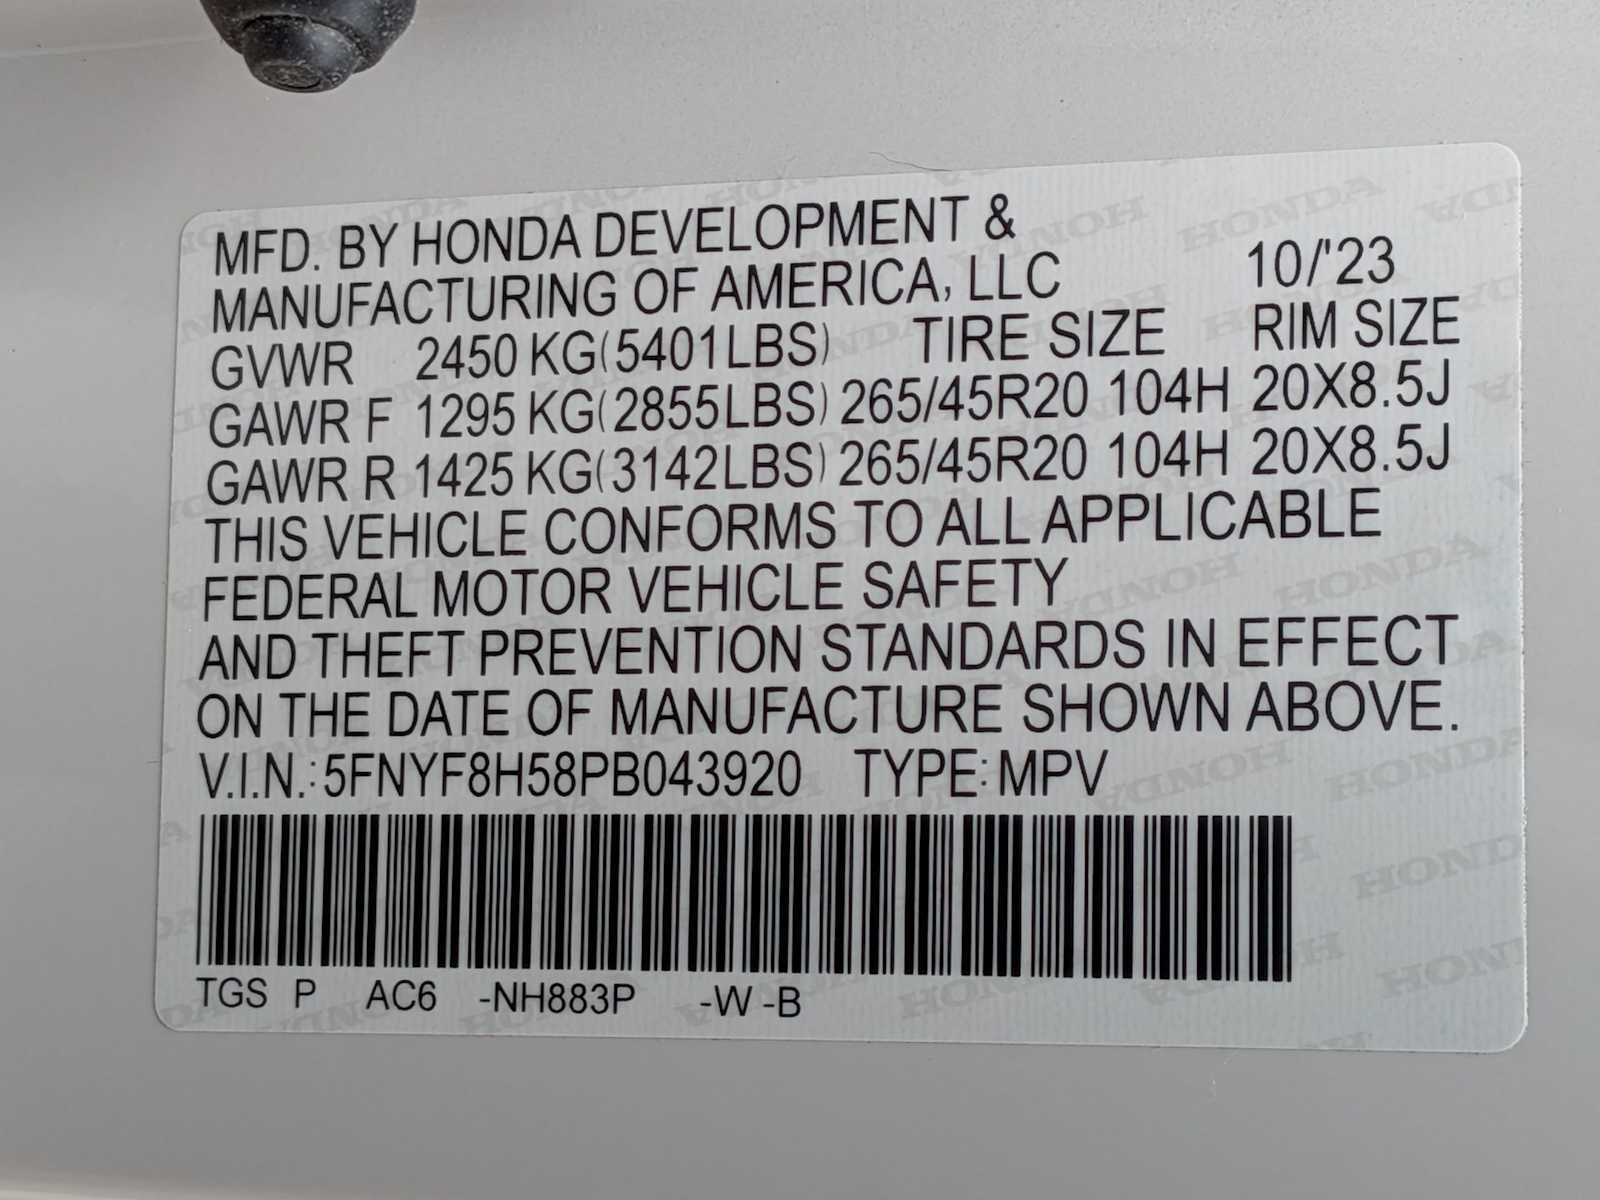 MFD. BY HONDA DEVELOPMENT &
MANUFACTURING OF AMERICA, LLC 10/'23
GVWR 2450 KG(5401LBS) TIRE SIZE RIM SIZE
GAWR F 1295 KG(2855LBS) 265/45R20 104H 20X8.5J
GAWR R 1425 KG(3142LBS) 265/45R20 104H 20X8.5J
THIS VEHICLE CONFORMS TO ALL APPLICABLE
FEDERAL MOTOR VEHICLE SAFETY
AND THEFT PREVENTION STANDARDS IN EFFECT
ON THE DATE OF MANUFACTURE SHOWN ABOVE.
V.I.N.: 5FNYF8H58PB043920 TYPE: MPV
TGS P AC6 -NH883P -W -B